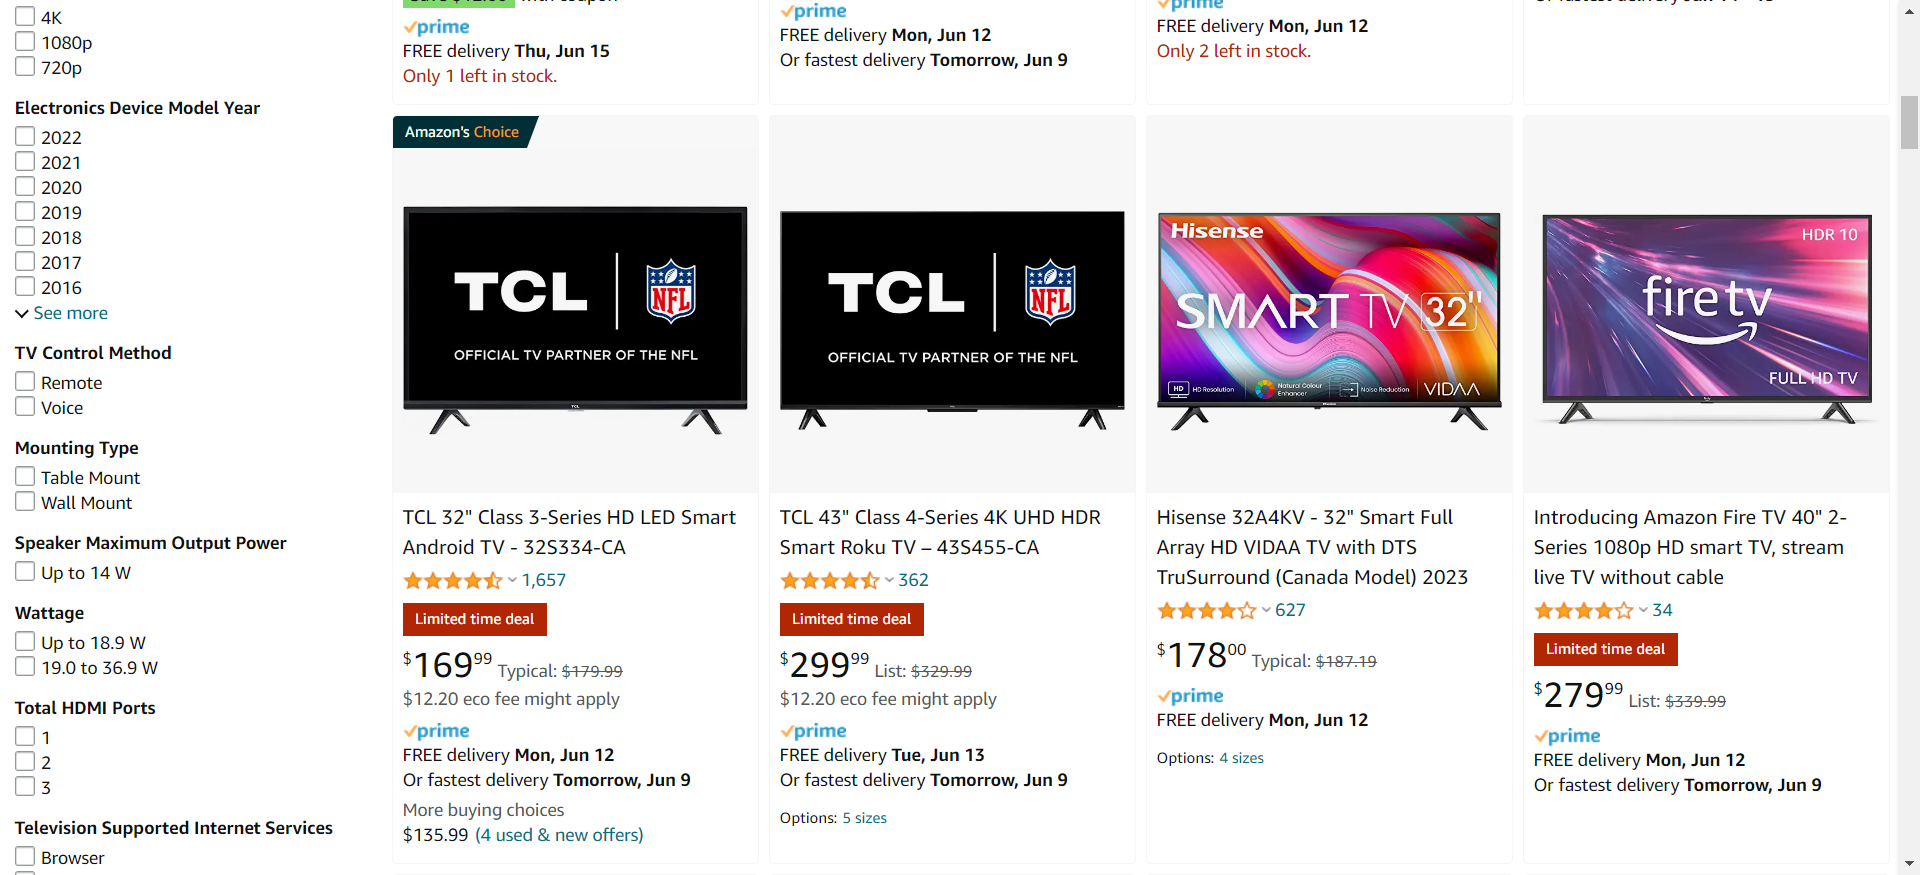 4K
1080p
720p
Electronics Device Model Year
2022
2021
2020
2019
2018
2017
2016
See more
TV Control Method
Remote
Voice
Mounting Type
Table Mount
Wall Mount
Speaker Maximum Output Power
Up to 14 W
Wattage
Up to 18.9 W
19.0 to 36.9 W
Total HDMI Ports
1
2
3
Television Supported Internet Services
Browser
prime
FREE delivery Thu, Jun 15
Only 1 left in stock.
prime
FREE delivery Mon, Jun 12
Or fastest delivery Tomorrow, Jun 9
prime
FREE delivery Mon, Jun 12
Only 2 left in stock.
Amazon's Choice
TCL NFL
OFFICIAL TV PARTNER OF THE NFL
TCL
TCL 32" Class 3-Series HD LED Smart
Android TV - 32S334-CA
1,657
Limited time deal
$169 99 Typical: $179.99
$12.20 eco fee might apply
prime
FREE delivery Mon, Jun 12
Or fastest delivery Tomorrow, Jun 9
More buying choices
$135.99 (4 used & new offers)
TCL NFL
OFFICIAL TV PARTNER OF THE NFL
TCL 43" Class 4-Series 4K UHD HDR
Smart Roku TV – 43S455-CA
362
Limited time deal
$299 99 List: $329.99
$12.20 eco fee might apply
prime
FREE delivery Tue, Jun 13
Or fastest delivery Tomorrow, Jun 9
Options: 5 sizes
Hisense
SMART TV 32"
HD HD Resolution Natural Colour Enhancer Noise Reduction VIDAA
Hisense 32A4KV - 32" Smart Full
Array HD VIDAA TV with DTS
TruSurround (Canada Model) 2023
627
$178 00 Typical: $187.19
prime
FREE delivery Mon, Jun 12
Options: 4 sizes
HDR 10
fire tv
FULL HD TV
Introducing Amazon Fire TV 40" 2-
Series 1080p HD smart TV, stream
live TV without cable
34
Limited time deal
$279 99 List: $339.99
prime
FREE delivery Mon, Jun 12
Or fastest delivery Tomorrow, Jun 9